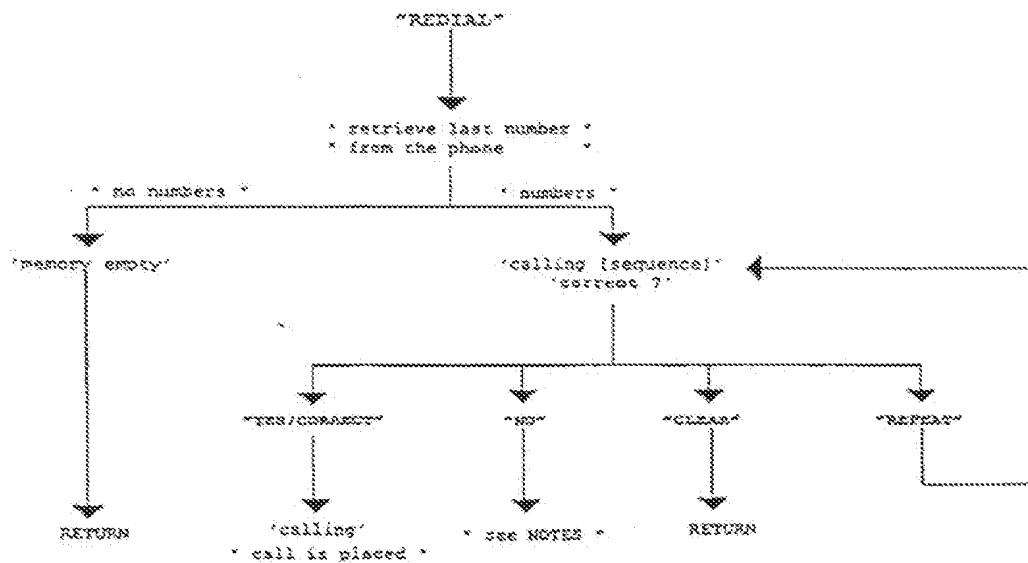 "REDIAL"
* retrieve last number *
* from the phone *
* no numbers *
* numbers *
'memory empty'
'calling [sequence]'
'correct ?'
"YES/CORRECT"
"NO"
"CLEAR"
"REPEAT"
RETURN
'calling'
* call is placed *
* see NOTES *
RETURN